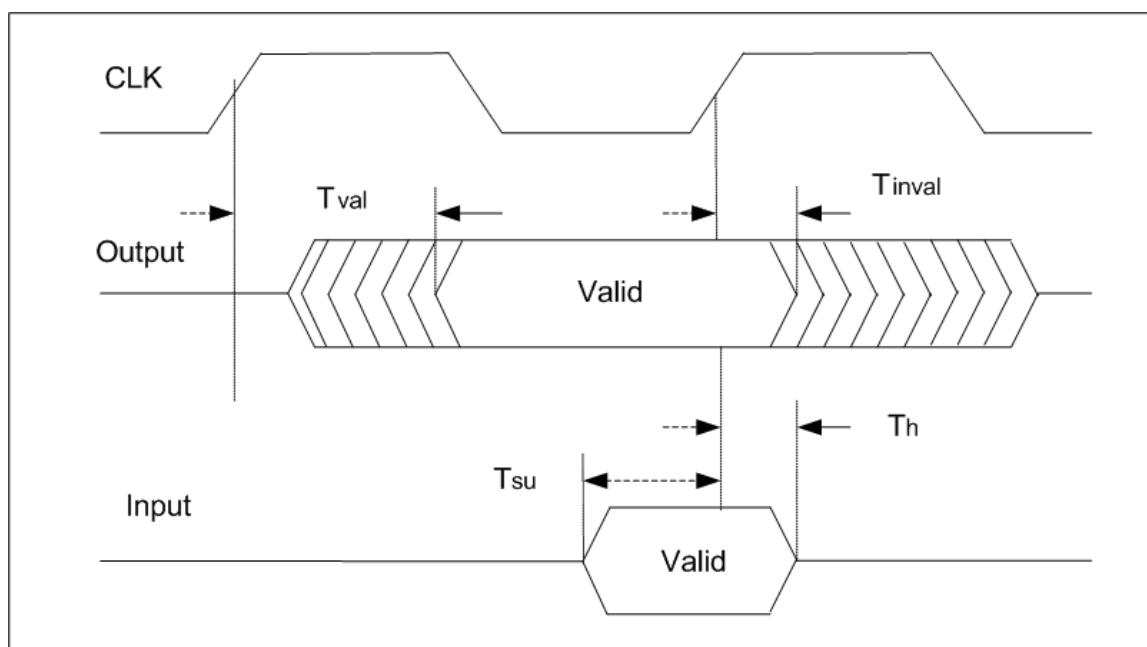 CLK
Tval
Tinval
Output
Valid
Th
Tsu
Input
Valid